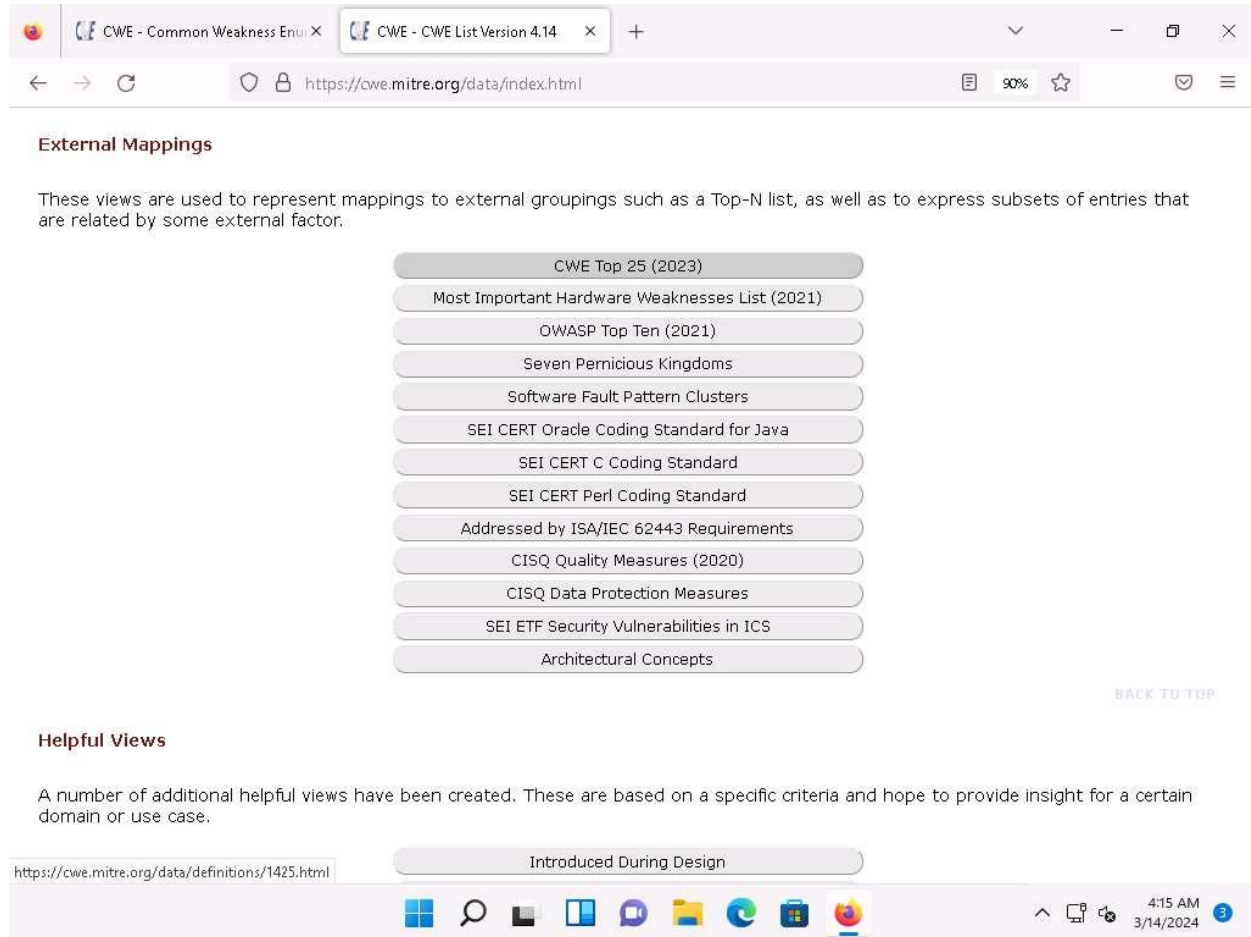 CWE - Common Weakness Enu
CWE - CWE List Version 4.14
https://cwe.mitre.org/data/index.html
90%
External Mappings
These views are used to represent mappings to external groupings such as a Top-N list, as well as to express subsets of entries that
are related by some external factor.
CWE Top 25 (2023)
Most Important Hardware Weaknesses List (2021)
OWASP Top Ten (2021)
Seven Pernicious Kingdoms
Software Fault Pattern Clusters
SEI CERT Oracle Coding Standard for Java
SEI CERT C Coding Standard
SEI CERT Perl Coding Standard
Addressed by ISA/IEC 62443 Requirements
CISQ Quality Measures (2020)
CISQ Data Protection Measures
SEI ETF Security Vulnerabilities in ICS
Architectural Concepts
BACK TO TOP
Helpful Views
A number of additional helpful views have been created. These are based on a specific criteria and hope to provide insight for a certain
domain or use case.
Introduced During Design
https://cwe.mitre.org/data/definitions/1425.html
4:15 AM
3/14/2024
3